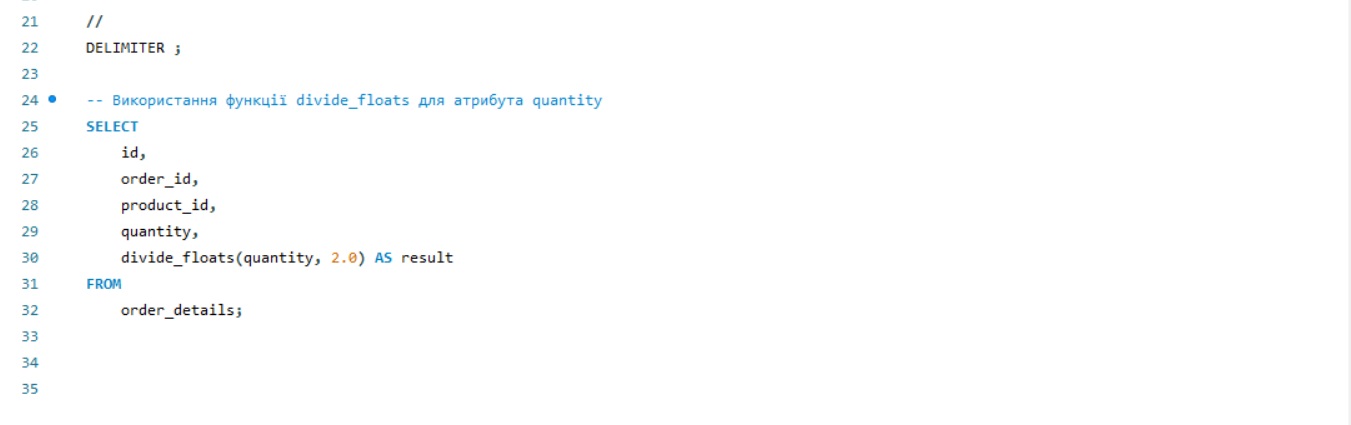 21 //
22 DELIMITER ;
23
24 -- Використання функції divide_floats для атрибута quantity
25 SELECT
26 id,
27 order_id,
28 product_id,
29 quantity,
30 divide_floats(quantity, 2.0) AS result
31 FROM
32 order_details;
33
34
35